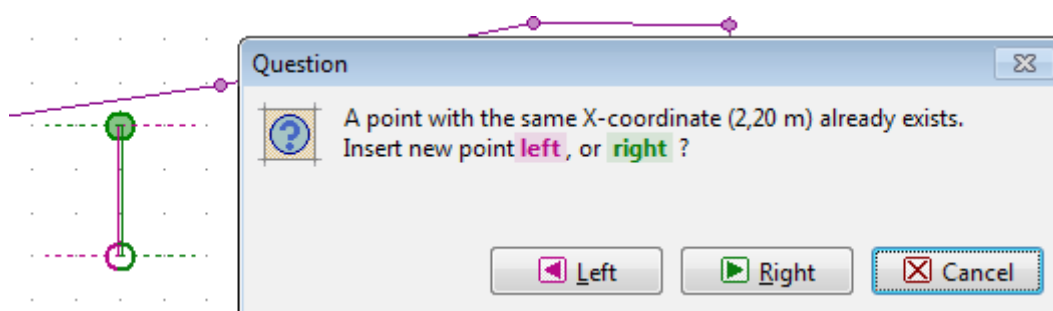 Question
A point with the same X-coordinate (2,20 m) already exists.
Insert new point left, or right ?
Left
Right
Cancel